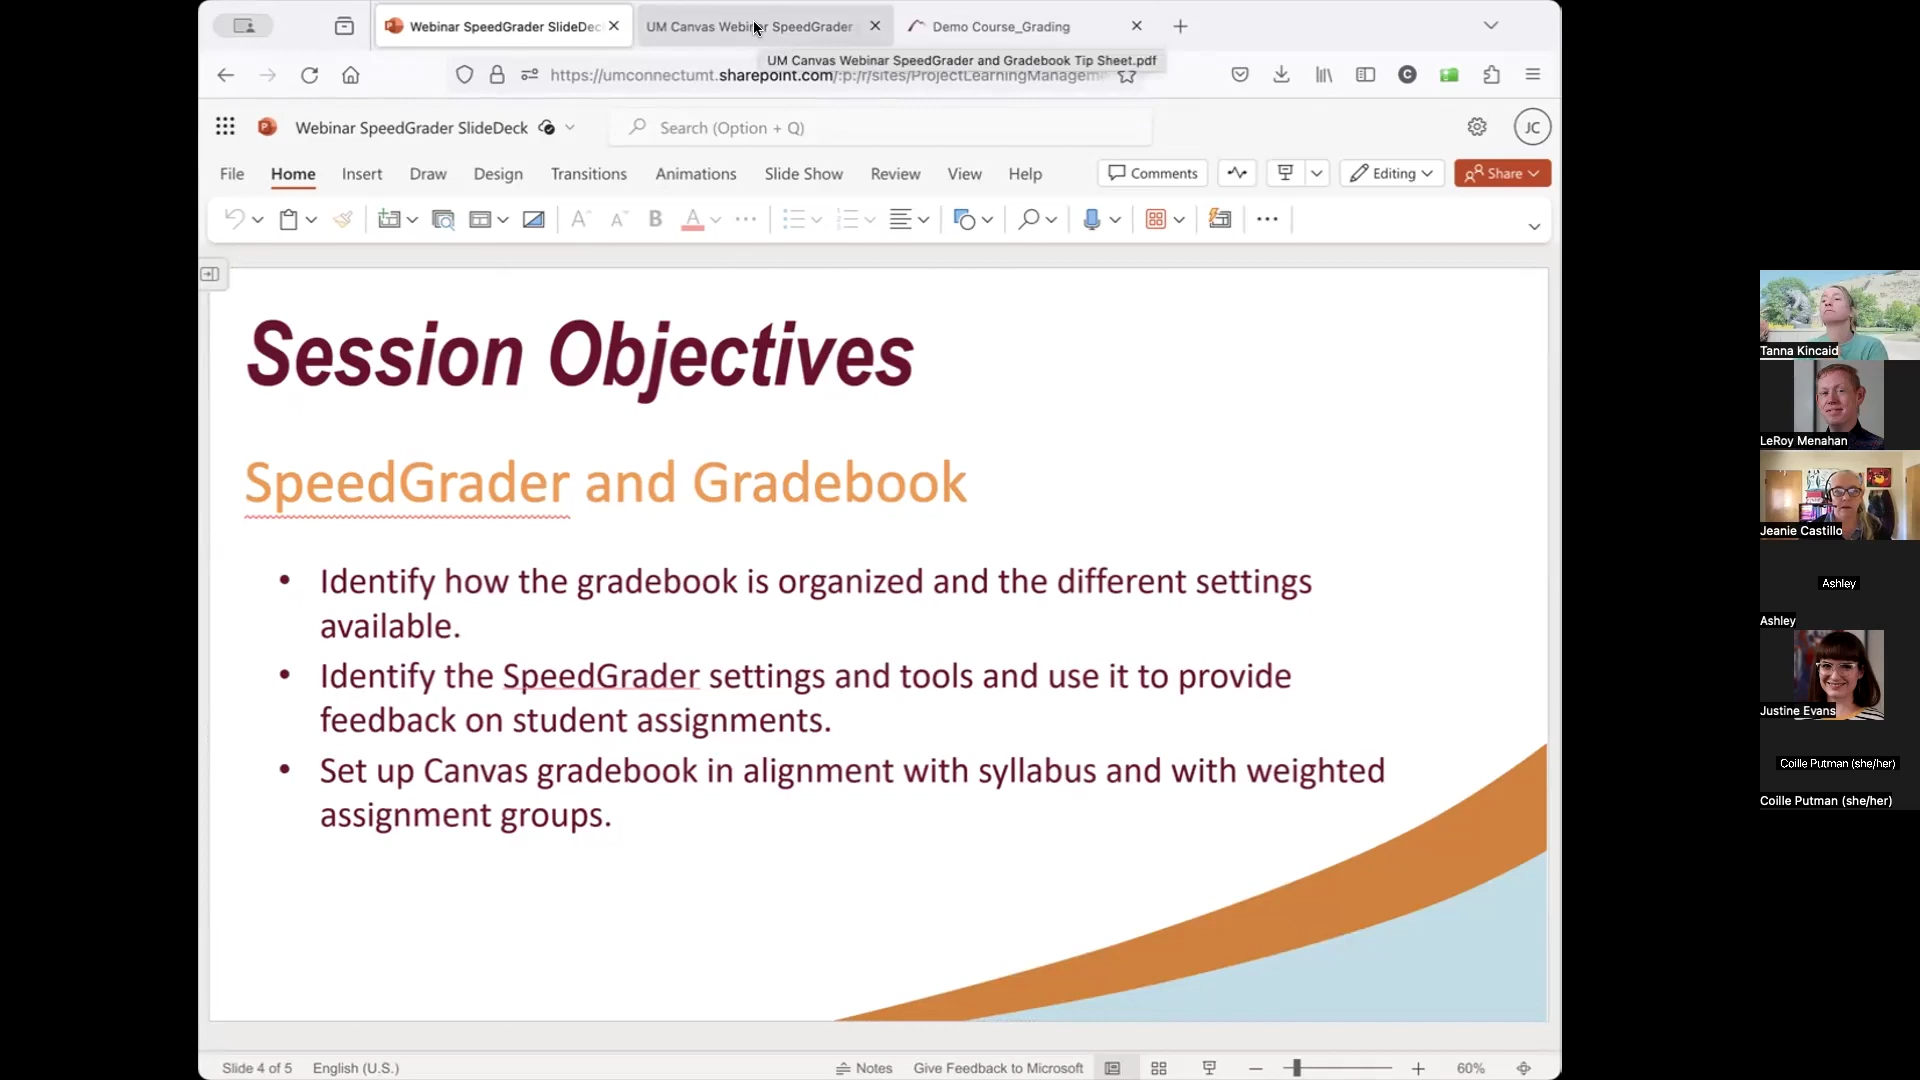 Webinar SpeedGrader SlideDec
UM Canvas Webinar SpeedGrader
Demo Course_Grading
UM Canvas Webinar SpeedGrader and Gradebook Tip Sheet.pdf
https://umconnectumt.sharepoint.com/:p:/r/sites/ProjectLearningManagem
Webinar SpeedGrader SlideDeck
Search (Option + Q)
JC
File Home Insert Draw Design Transitions Animations Slide Show Review View Help
Comments
Editing
Share
Session Objectives
SpeedGrader and Gradebook
• Identify how the gradebook is organized and the different settings
available.
• Identify the SpeedGrader settings and tools and use it to provide
feedback on student assignments.
• Set up Canvas gradebook in alignment with syllabus and with weighted
assignment groups.
Slide 4 of 5
English (U.S.)
Notes
Give Feedback to Microsoft
60%
Tanna Kincaid
LeRoy Menahan
Jeanie Castillo
Ashley
Ashley
Justine Evans
Coille Putman (she/her)
Coille Putman (she/her)